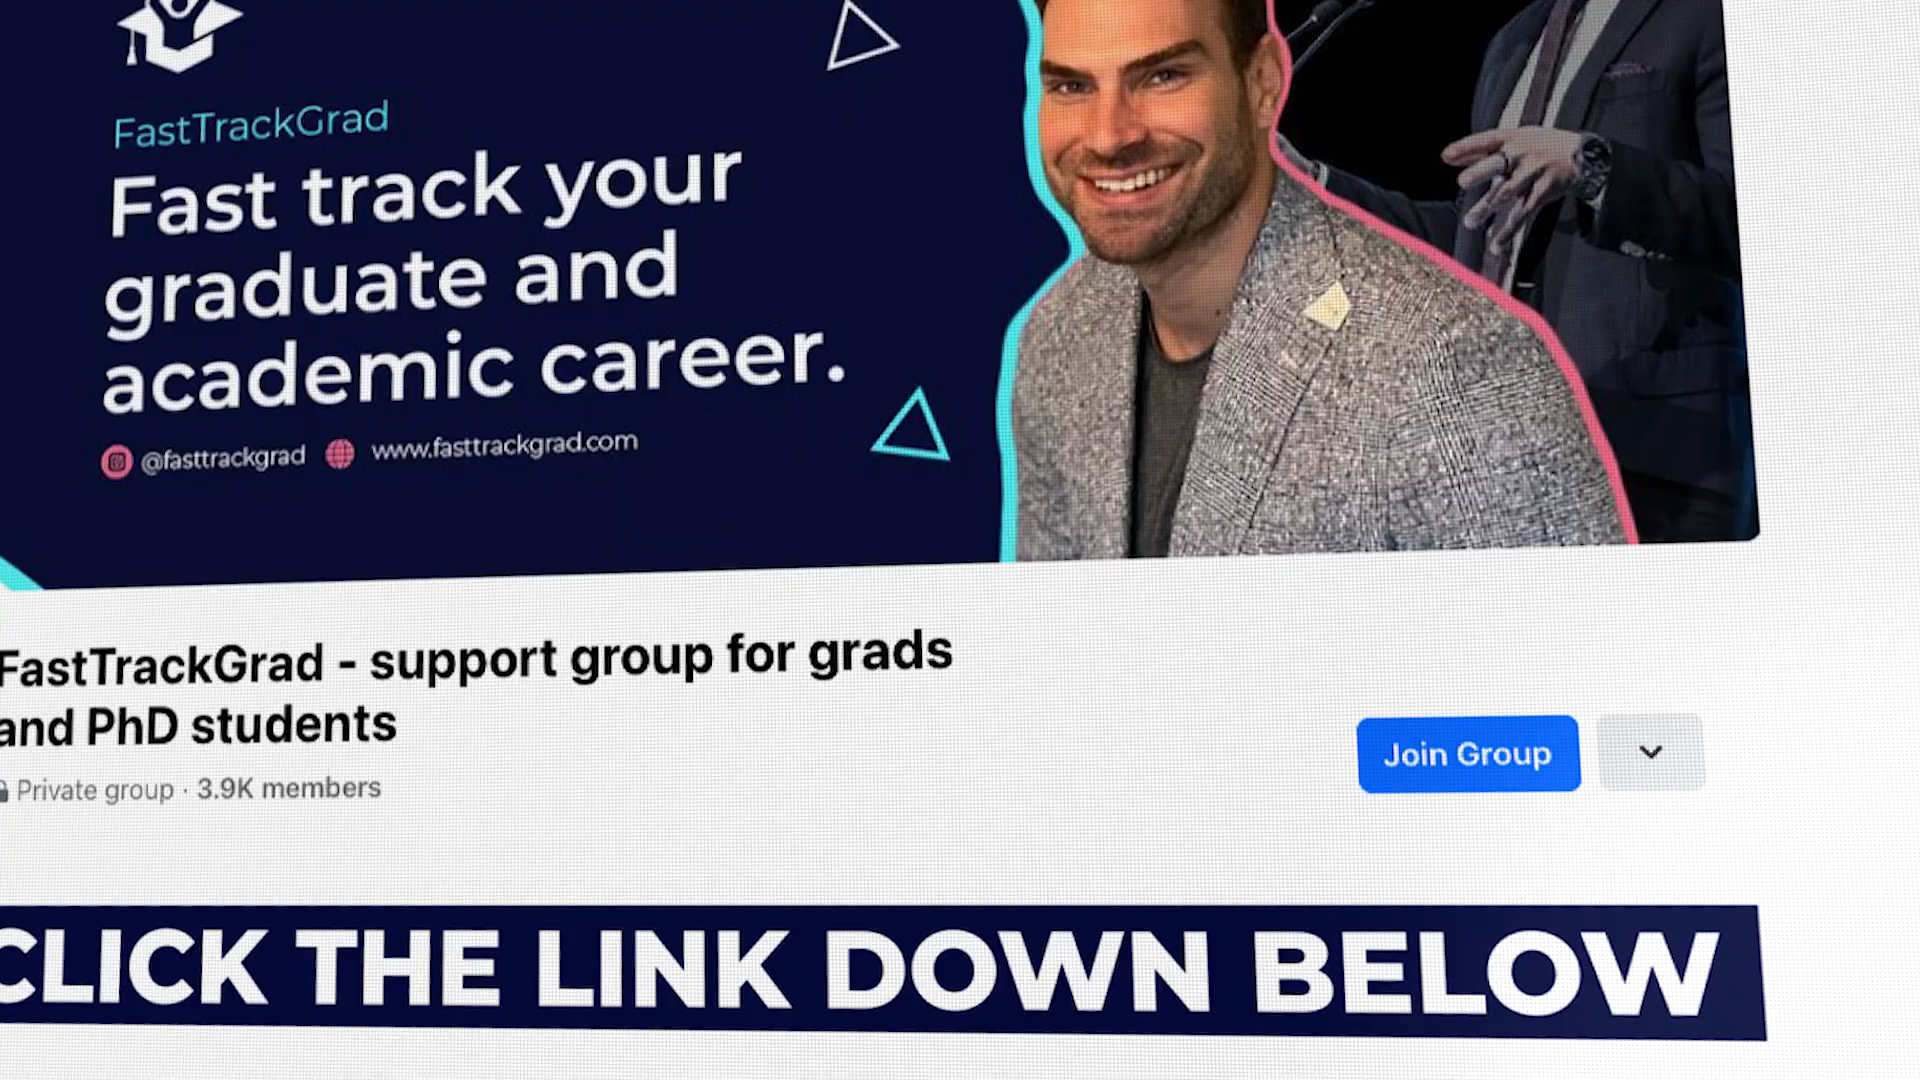 FastTrackGrad
Fast track your
graduate and
academic career.
@fasttrackgrad www.fasttrackgrad.com
FastTrackGrad - support group for grads
and PhD students
Private group · 3.9K members
Join Group
CLICK THE LINK DOWN BELOW